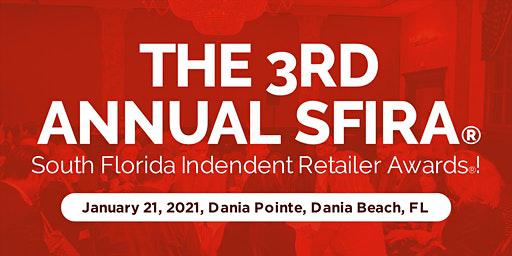 THE 3RD
ANNUAL SFIRA®
South Florida Indendent Retailer Awards®!
January 21, 2021, Dania Pointe, Dania Beach, FL